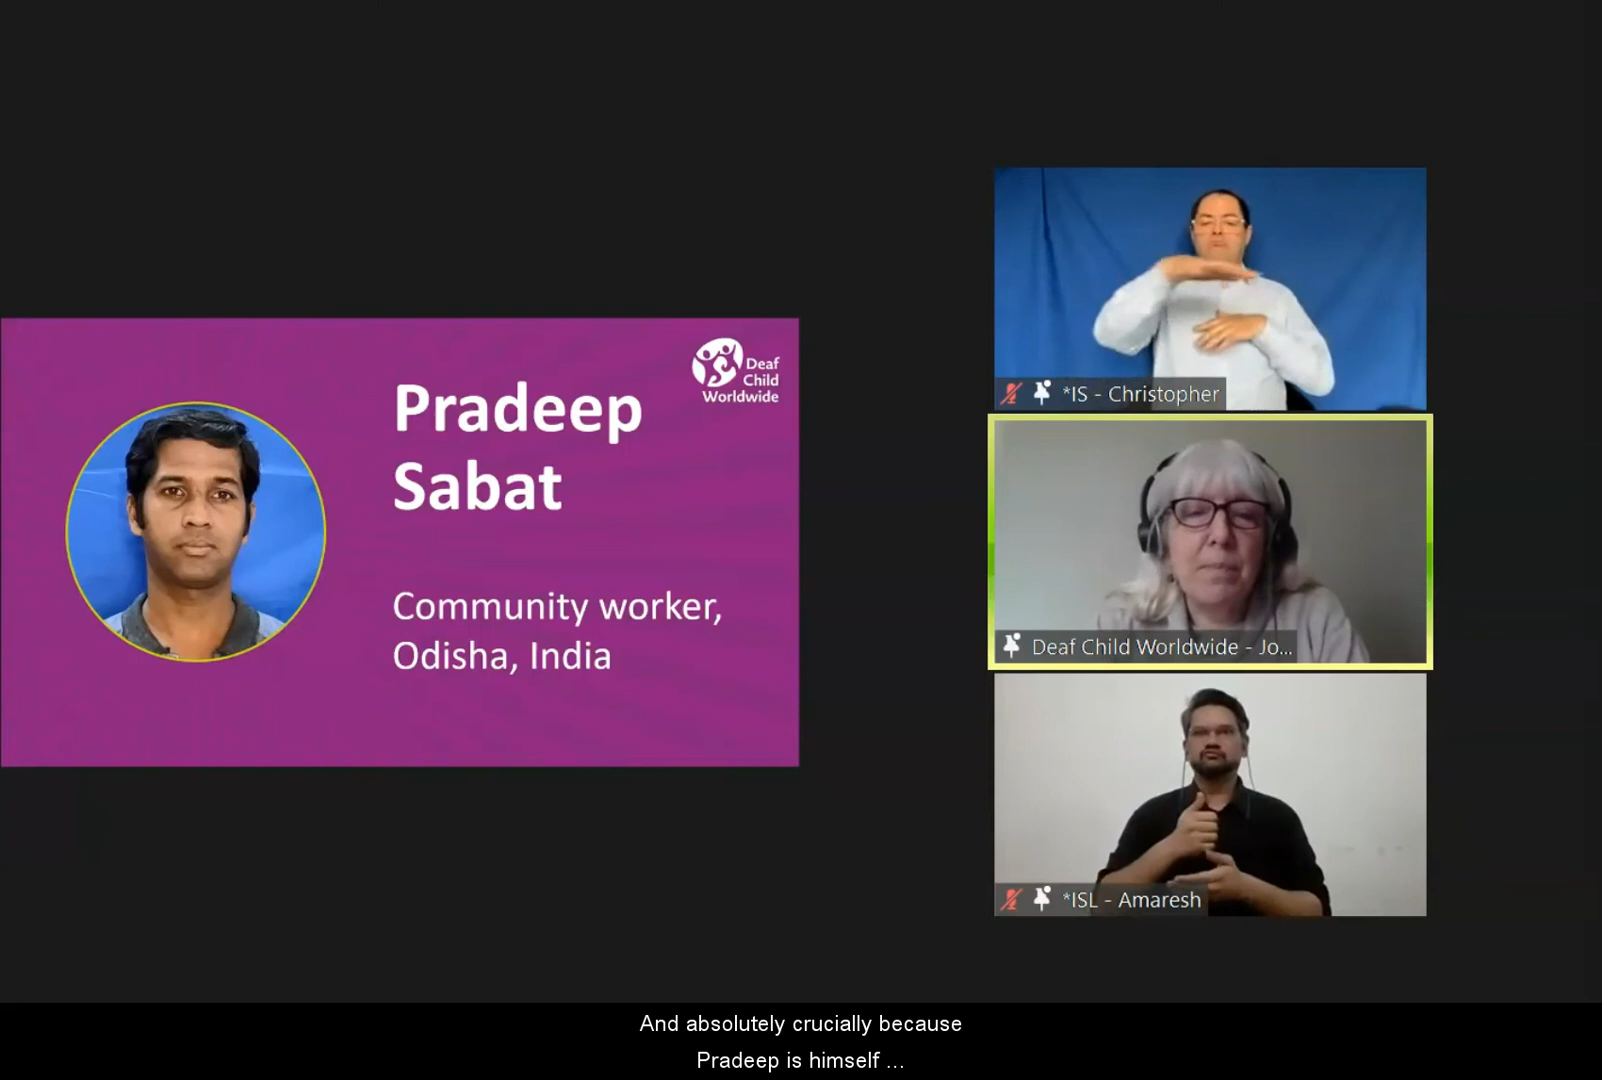 Deaf
Child
Worldwide
Pradeep
Sabat
Community worker,
Odisha, India
*IS - Christopher
Deaf Child Worldwide - Jo...
*ISL - Amaresh
And absolutely crucially because
Pradeep is himself ...